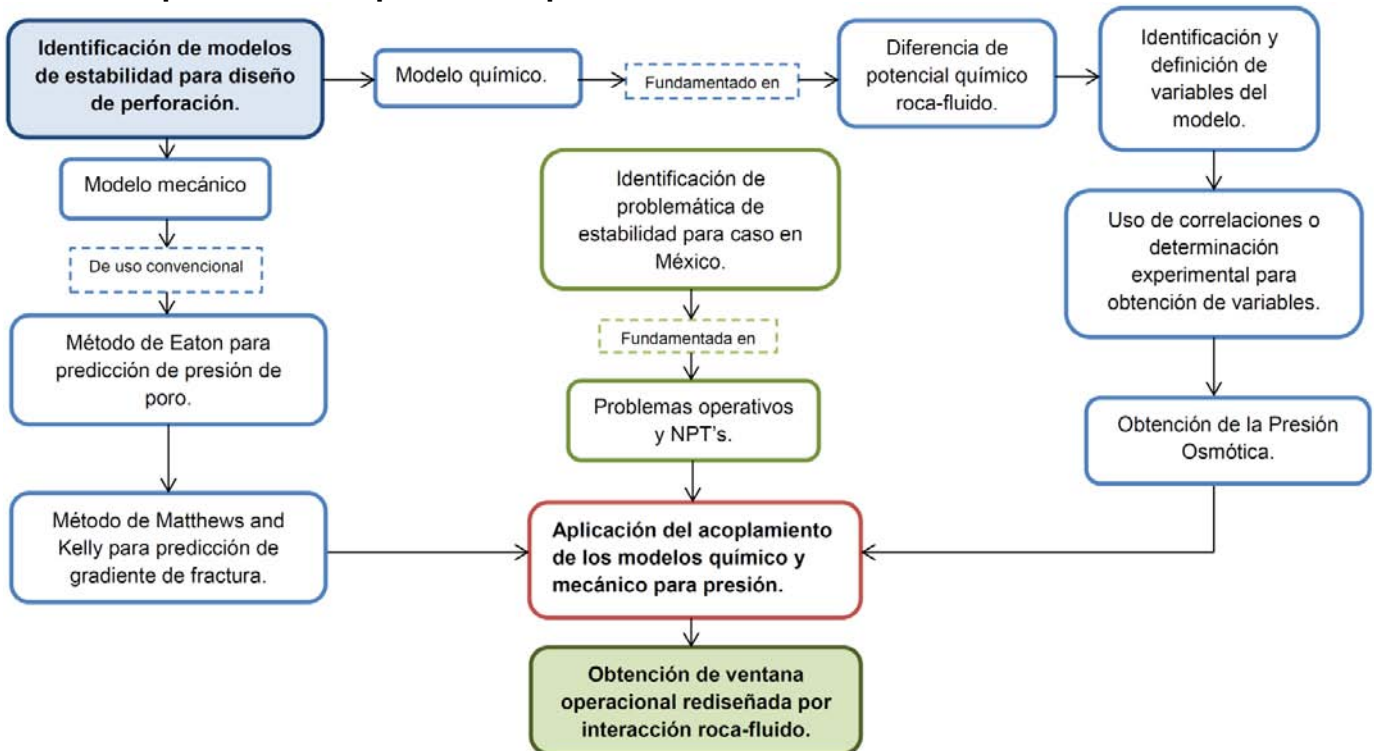 Identificación de modelos
de estabilidad para diseño
de perforación.
Modelo químico.
Fundamentado en
Diferencia de
potencial químico
roca-fluido.
Identificación y
definición de
variables del
modelo.
Modelo mecánico
De uso convencional
Método de Eaton para
predicción de presión de
poro.
Método de Matthews and
Kelly para predicción de
gradiente de fractura.
Identificación de
problemática de
estabilidad para caso en
México.
Fundamentada en
Problemas operativos
y NPT's.
Uso de correlaciones o
determinación
experimental para
obtención de variables.
Obtención de la Presión
Osmótica.
Aplicación del acoplamiento
de los modelos químico y
mecánico para presión.
Obtención de ventana
operacional rediseñada por
interacción roca-fluido.